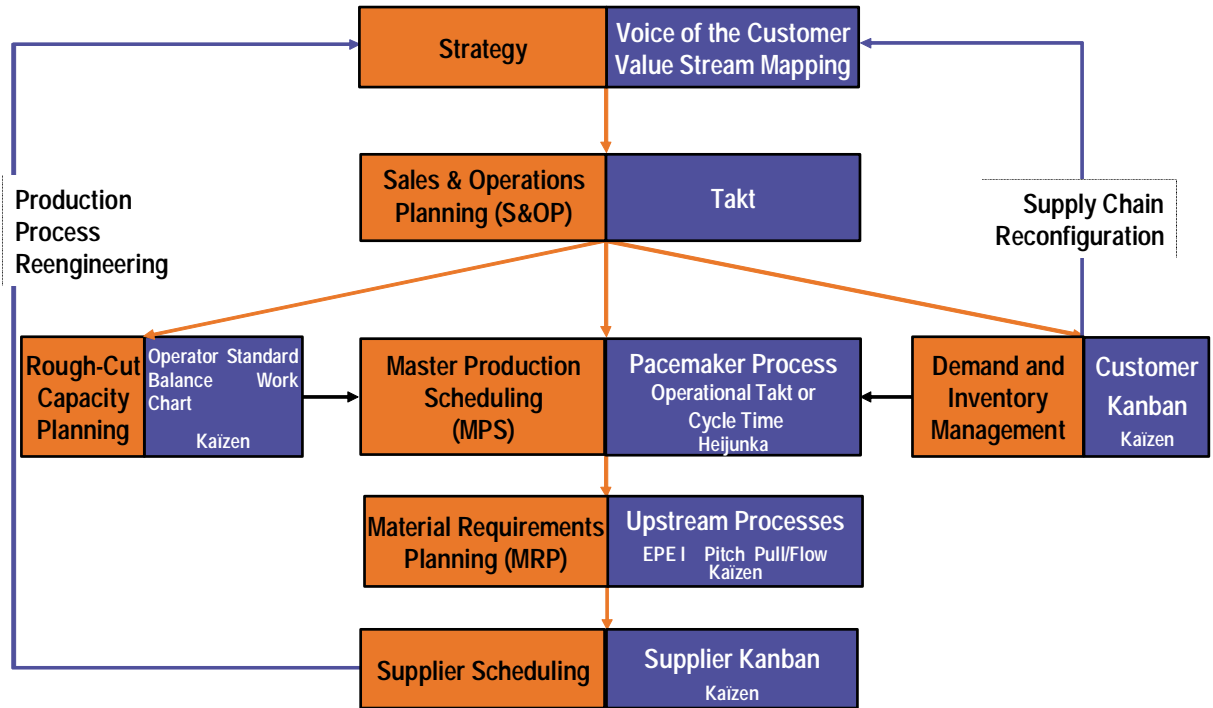 Strategy
Voice of the Customer
Value Stream Mapping
Sales & Operations
Planning (S&OP)
Takt
Production
Process
Reengineering
Supply Chain
Reconfiguration
Rough-Cut
Capacity
Planning
Operator Standard
Balance Work
Chart
Kaïzen
Master Production
Scheduling
(MPS)
Pacemaker Process
Operational Takt or
Cycle Time
Heijunka
Demand and
Inventory
Management
Customer
Kanban
Kaïzen
Material Requirements
Planning (MRP)
Upstream Processes
EPE I Pitch Pull/Flow
Kaïzen
Supplier Scheduling
Supplier Kanban
Kaïzen